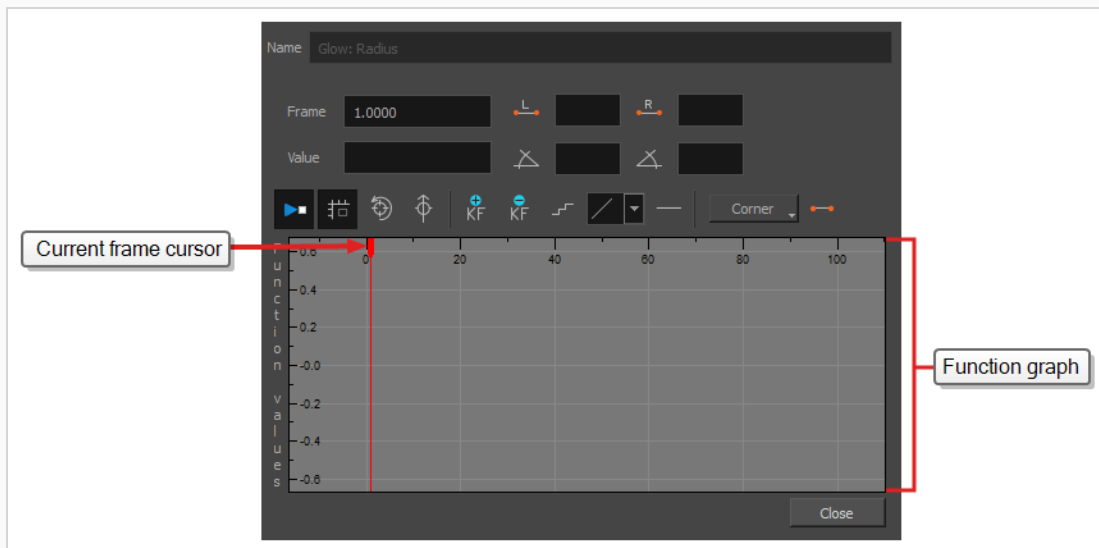 Name Glow: Radius
Frame 1.0000 L R
Value
KF KF Corner
Current frame cursor
Function values
0 20 40 60 80 100
0.6
0.4
0.2
-0.0
-0.2
-0.4
-0.6
Function graph
Close